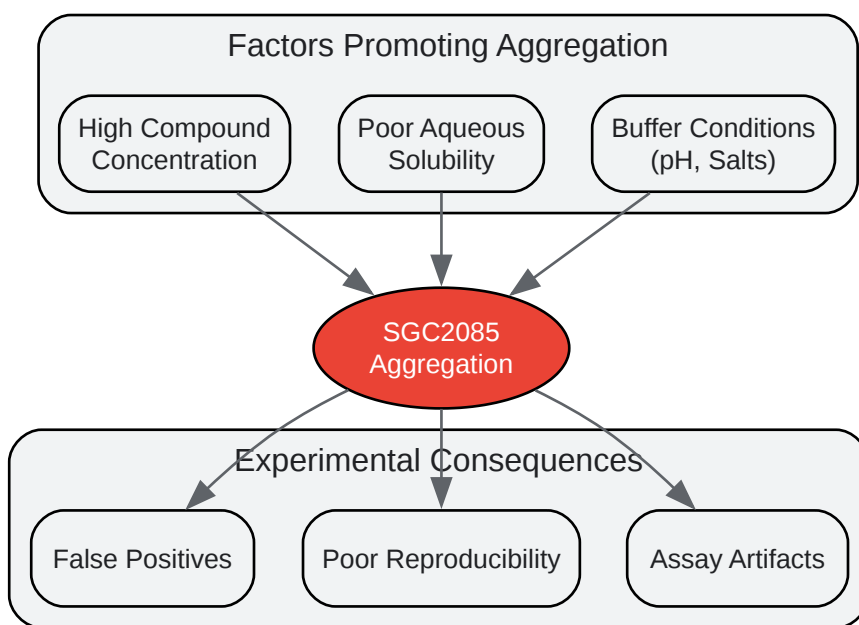 Factors Promoting Aggregation
High Compound
Concentration
Poor Aqueous
Solubility
Buffer Conditions
(pH, Salts)
SGC2085
Aggregation
Experimental Consequences
False Positives
Poor Reproducibility
Assay Artifacts